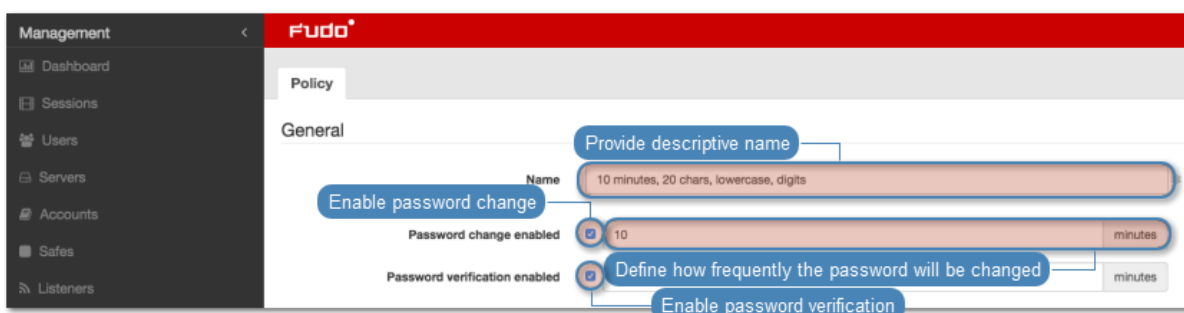 Management
Fudo
Dashboard
Policy
Sessions
General
Users
Provide descriptive name
Servers
Name 10 minutes, 20 chars, lowercase, digits
Enable password change
Accounts
Password change enabled 10 minutes
Safes
Define how frequently the password will be changed
Password verification enabled minutes
Listeners
Enable password verification